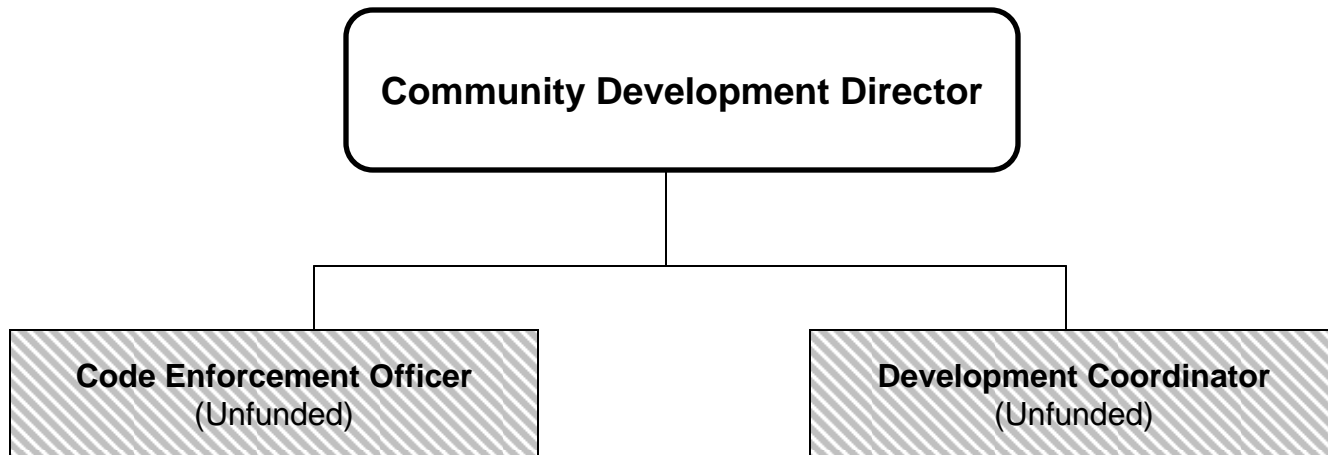 Community Development Director
Code Enforcement Officer
(Unfunded)
Development Coordinator
(Unfunded)